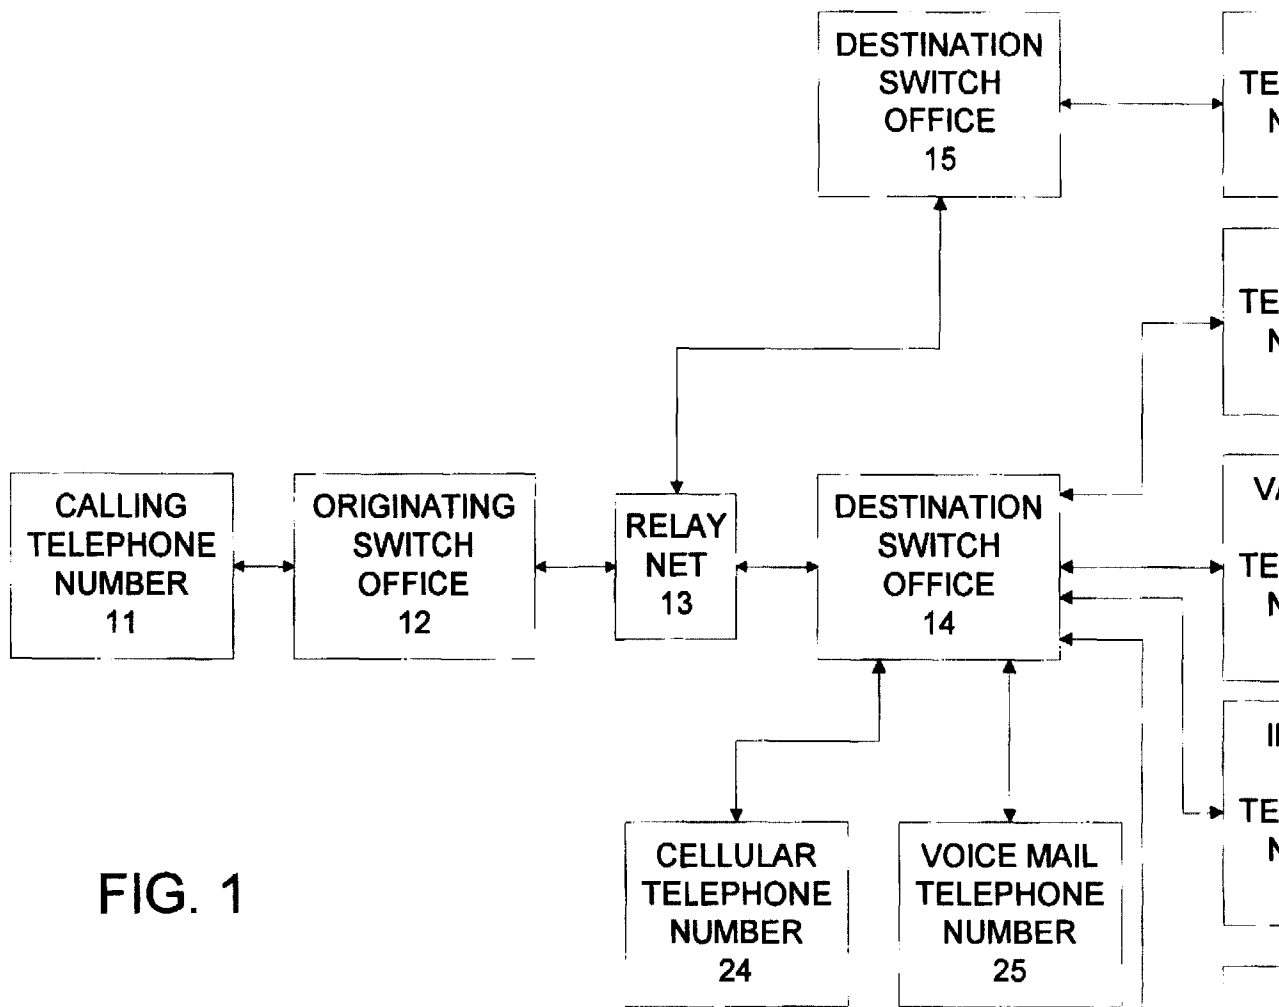 DESTINATION
SWITCH
OFFICE
15
CALLING
TELEPHONE
NUMBER
11
ORIGINATING
SWITCH
OFFICE
12
RELAY
NET
13
DESTINATION
SWITCH
OFFICE
14
CELLULAR
TELEPHONE
NUMBER
24
VOICE MAIL
TELEPHONE
NUMBER
25
FIG. 1